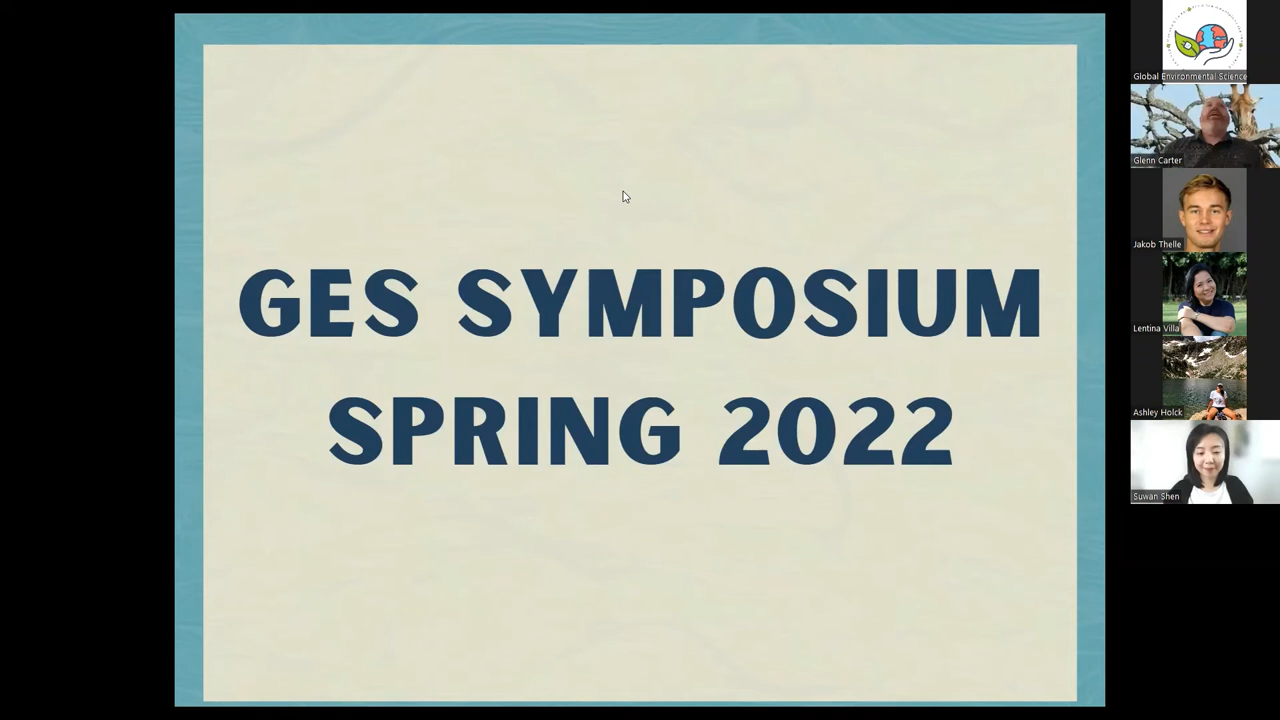 GES SYMPOSIUM
SPRING 2022
Global Environmental Science
Glenn Carter
Jakob Thelle
Lentina Villa
Ashley Holck
Suwan Shen